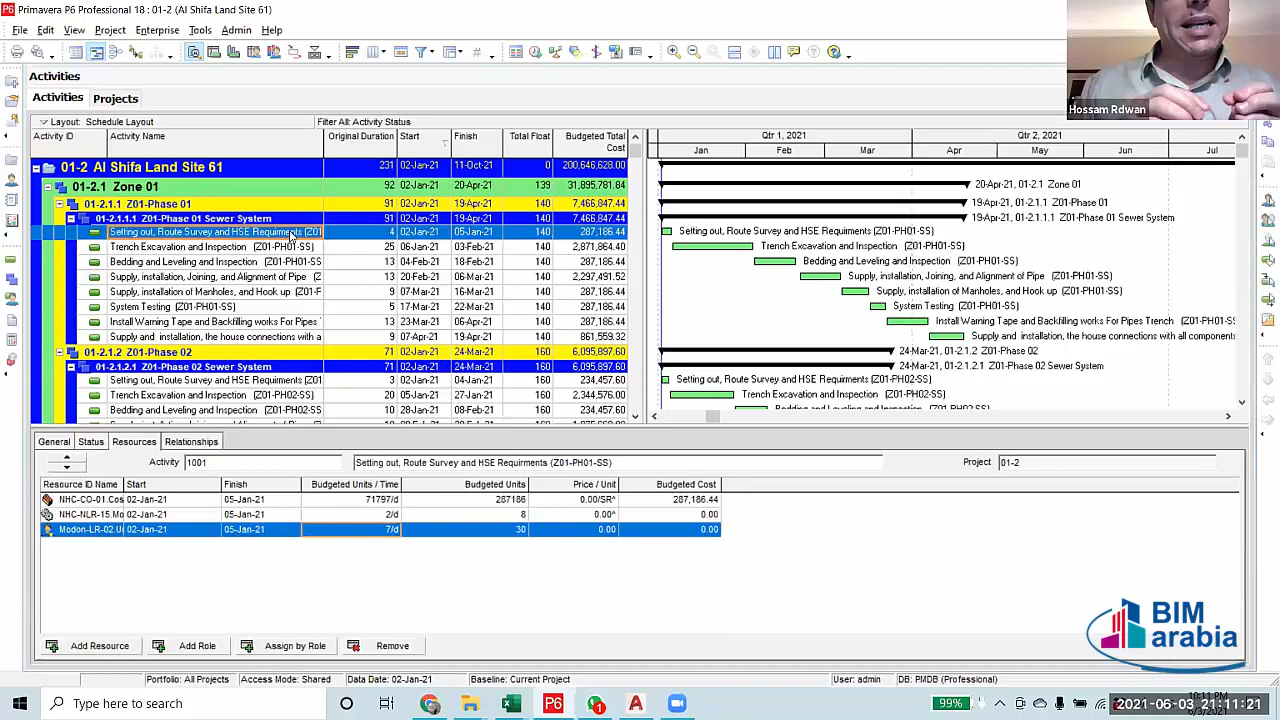 Primavera P6 Professional 18 : 01-2 (Al Shifa Land Site 61)
File Edit View Project Enterprise Tools Admin Help
Activities
Activities Projects
Layout: Schedule Layout Filter All: Activity Status
Activity ID Activity Name Original Duration Start Finish Total Float Budgeted Total Cost
Qtr 1, 2021 Qtr 2, 2021
Jan Feb Mar Apr May Jun Jul
01-2 Al Shifa Land Site 61 231 02-Jan-21 11-Oct-21 0 200,646,628.00
01-2.1 Zone 01 92 02-Jan-21 20-Apr-21 139 31,895,781.84 20-Apr-21, 01-2.1 Zone 01
01-2.1.1 Z01-Phase 01 91 02-Jan-21 19-Apr-21 140 7,466,847.44 19-Apr-21, 01-2.1.1 Z01-Phase 01
01-2.1.1.1 Z01-Phase 01 Sewer System 91 02-Jan-21 19-Apr-21 140 7,466,847.44 19-Apr-21, 01-2.1.1.1 Z01-Phase 01 Sewer System
Setting out, Route Survey and HSE Requirments (Z01 4 02-Jan-21 05-Jan-21 140 287,186.44 Setting out, Route Survey and HSE Requirments (Z01-PH01-SS)
Trench Excavation and Inspection (Z01-PH01-SS) 25 06-Jan-21 03-Feb-21 140 2,871,864.40 Trench Excavation and Inspection (Z01-PH01-SS)
Bedding and Leveling and Inspection (Z01-PH01-SS 13 04-Feb-21 18-Feb-21 140 287,186.44 Bedding and Leveling and Inspection (Z01-PH01-SS)
Supply, installation, Joining, and Alignment of Pipe (Z 13 20-Feb-21 06-Mar-21 140 2,297,491.52 Supply, installation, Joining, and Alignment of Pipe (Z01-PH01-SS)
Supply, installation of Manholes, and Hook up (Z01-F 9 07-Mar-21 16-Mar-21 140 287,186.44 Supply, installation of Manholes, and Hook up (Z01-PH01-SS)
System Testing (Z01-PH01-SS) 5 17-Mar-21 22-Mar-21 140 287,186.44 System Testing (Z01-PH01-SS)
Install Warning Tape and Backfilling works For Pipes 13 23-Mar-21 06-Apr-21 140 287,186.44 Install Warning Tape and Backfilling works For Pipes Trench (Z01-PH01-SS
Supply and installation, the house connections with a 9 07-Apr-21 19-Apr-21 140 861,559.32 Supply and installation, the house connections with all components
01-2.1.2 Z01-Phase 02 71 02-Jan-21 24-Mar-21 160 6,095,897.60 24-Mar-21, 01-2.1.2 Z01-Phase 02
01-2.1.2.1 Z01-Phase 02 Sewer System 71 02-Jan-21 24-Mar-21 160 6,095,897.60 24-Mar-21, 01-2.1.2.1 Z01-Phase 02 Sewer System
Setting out, Route Survey and HSE Requirments (Z01 3 02-Jan-21 04-Jan-21 160 234,457.60 Setting out, Route Survey and HSE Requirments (Z01-PH02-SS)
Trench Excavation and Inspection (Z01-PH02-SS) 20 05-Jan-21 27-Jan-21 160 2,344,576.00 Trench Excavation and Inspection (Z01-PH02-SS)
Bedding and Leveling and Inspection (Z01-PH02-SS 10 28-Jan-21 08-Feb-21 160 234,457.60 Bedding and Leveling and Inspection (Z01-PH02-SS)
General Status Resources Relationships
Activity 1001 Setting out, Route Survey and HSE Requirments (Z01-PH01-SS) Project 01-2
Resource ID Name Start Finish Budgeted Units / Time Budgeted Units Price / Unit Budgeted Cost
NHC-CO-01.Cos 02-Jan-21 05-Jan-21 71797/d 287186 0.00/SR^ 287,186.44
NHC-NLR-15.Mo 02-Jan-21 05-Jan-21 2/d 8 0.00^ 0.00
Modon-LR-02.U 02-Jan-21 05-Jan-21 7/d 30 0.00 0.00
Add Resource Add Role Assign by Role Remove
Portfolio: All Projects Access Mode: Shared Data Date: 02-Jan-21 Baseline: Current Project User: admin DB: PMDB (Professional)
Type here to search
99%
10:11 PM
6/3/2021
2021-06-03 22:11:21
Hossam Rdwan
BIM
arabia